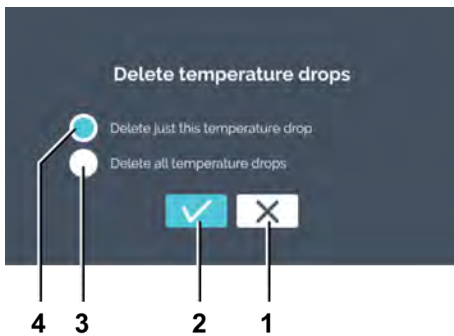 Delete temperature drops
Delete just this temperature drop
Delete all temperature drops
4 3 2 1